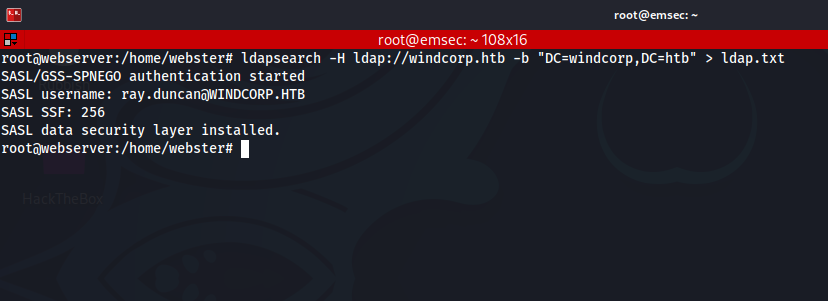 root@emsec: ~
root@emsec: ~ 108x16
root@webserver:/home/webster# ldapsearch -H ldap://windcorp.htb -b "DC=windcorp,DC=htb" > ldap.txt
SASL/GSS-SPNEGO authentication started
SASL username: ray.duncan@WINDCORP.HTB
SASL SSF: 256
SASL data security layer installed.
root@webserver:/home/webster#
HackTheBox